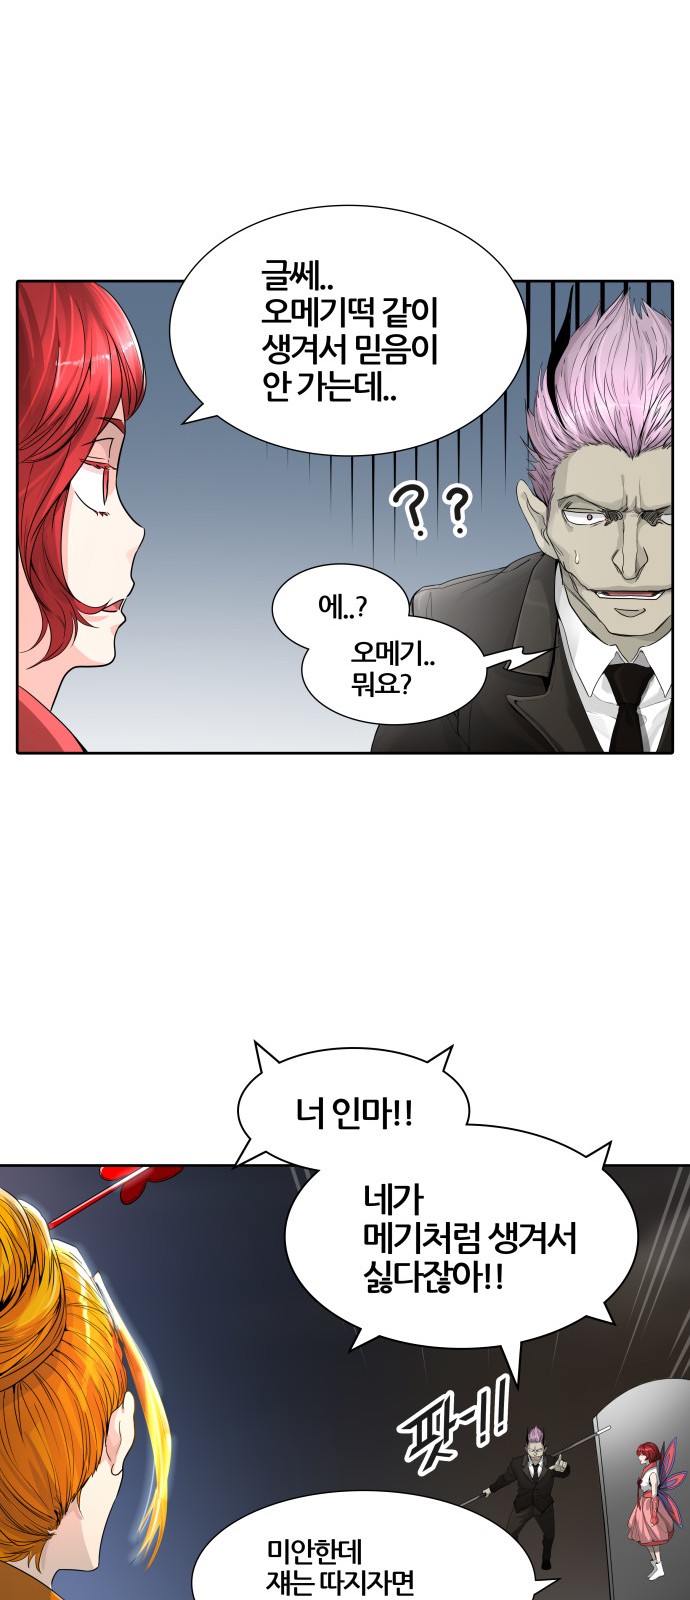 글쎄..
오메기떡 같이
생겨서 믿음이
안 가는데..
? ?
에..?
오메기..
뭐요?
너 인마!!
네가
메기처럼 생겨서
싫다잖아!!
팟-!!
미안한데
쟤는 따지자면